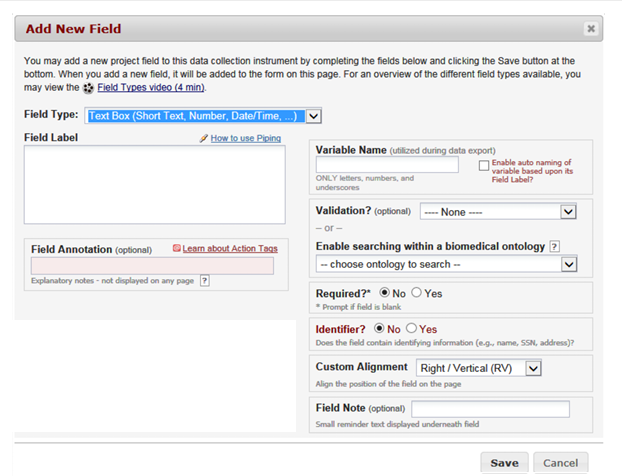 Add New Field
You may add a new project field to this data collection instrument by completing the fields below and clicking the Save button at the
bottom. When you add a new field, it will be added to the form on this page. For an overview of the different field types available, you
may view the Field Types video (4 min).
Field Type: Text Box (Short Text, Number, Date/Time, ...)
Field Label
How to use Piping
Field Annotation (optional)
Learn about Action Tags
Explanatory notes - not displayed on any page ?
Variable Name (utilized during data export)
ONLY letters, numbers, and
underscores
Enable auto naming of
variable based upon its
Field Label?
Validation? (optional) ---- None ----
-- or --
Enable searching within a biomedical ontology ?
-- choose ontology to search --
Required?* No Yes
* Prompt if field is blank
Identifier? No Yes
Does the field contain identifying information (e.g., name, SSN, address)?
Custom Alignment Right / Vertical (RV)
Align the position of the field on the page
Field Note (optional)
Small reminder text displayed underneath field
Save Cancel